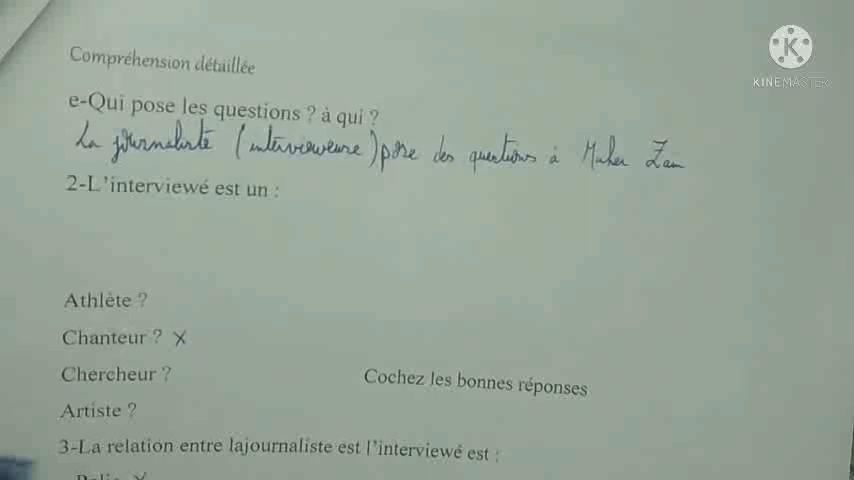 K
KINEMASTER
Compréhension détaillée
e-Qui pose les questions ? à qui ?
La journaliste (intervieweuse) pose des questions à Maher Zain
2-L'interviewé est un :
Athlète ?
Chanteur ? X
Chercheur ?
Cochez les bonnes réponses
Artiste ?
3-La relation entre lajournaliste est l'interviewé est :
Polie X